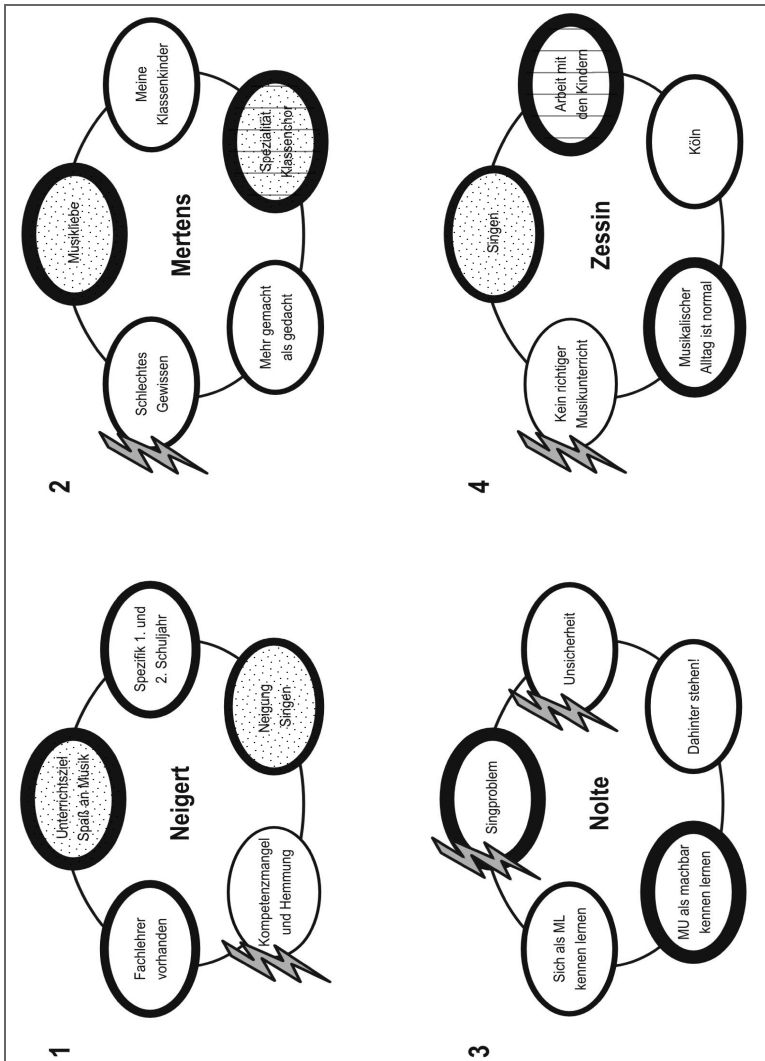 1
Unterrichtsziel
Spaß an Musik
Spezifik 1. und
2. Schuljahr
Neigung
Singen
Kompetenzmangel
und Hemmung
Fachlehrer
vorhanden
Neigert
2
Musikliebe
Meine
Klassenkinder
Spezialität
Klassenchor
Mehr gemacht
als gedacht
Schlechtes
Gewissen
Mertens
3
Singproblem
Unsicherheit
Dahinter stehen!
MU als machbar
kennen lernen
Sich als ML
kennen lernen
Nolte
4
Singen
Arbeit mit
den Kindern
Köln
Musikalischer
Alltag ist normal
Kein richtiger
Musikunterricht
Zessin